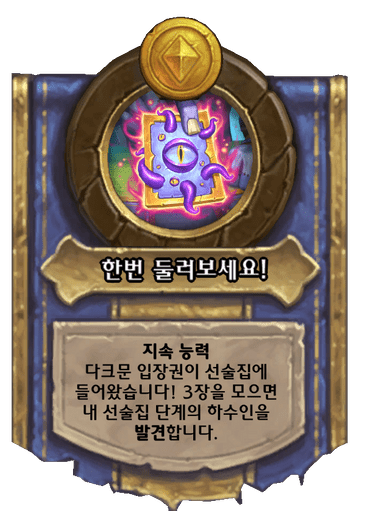 한번 둘러보세요!
지속 능력
다크문 입장권이 선술집에
들어왔습니다! 3장을 모으면
내 선술집 단계의 하수인을
발견합니다.